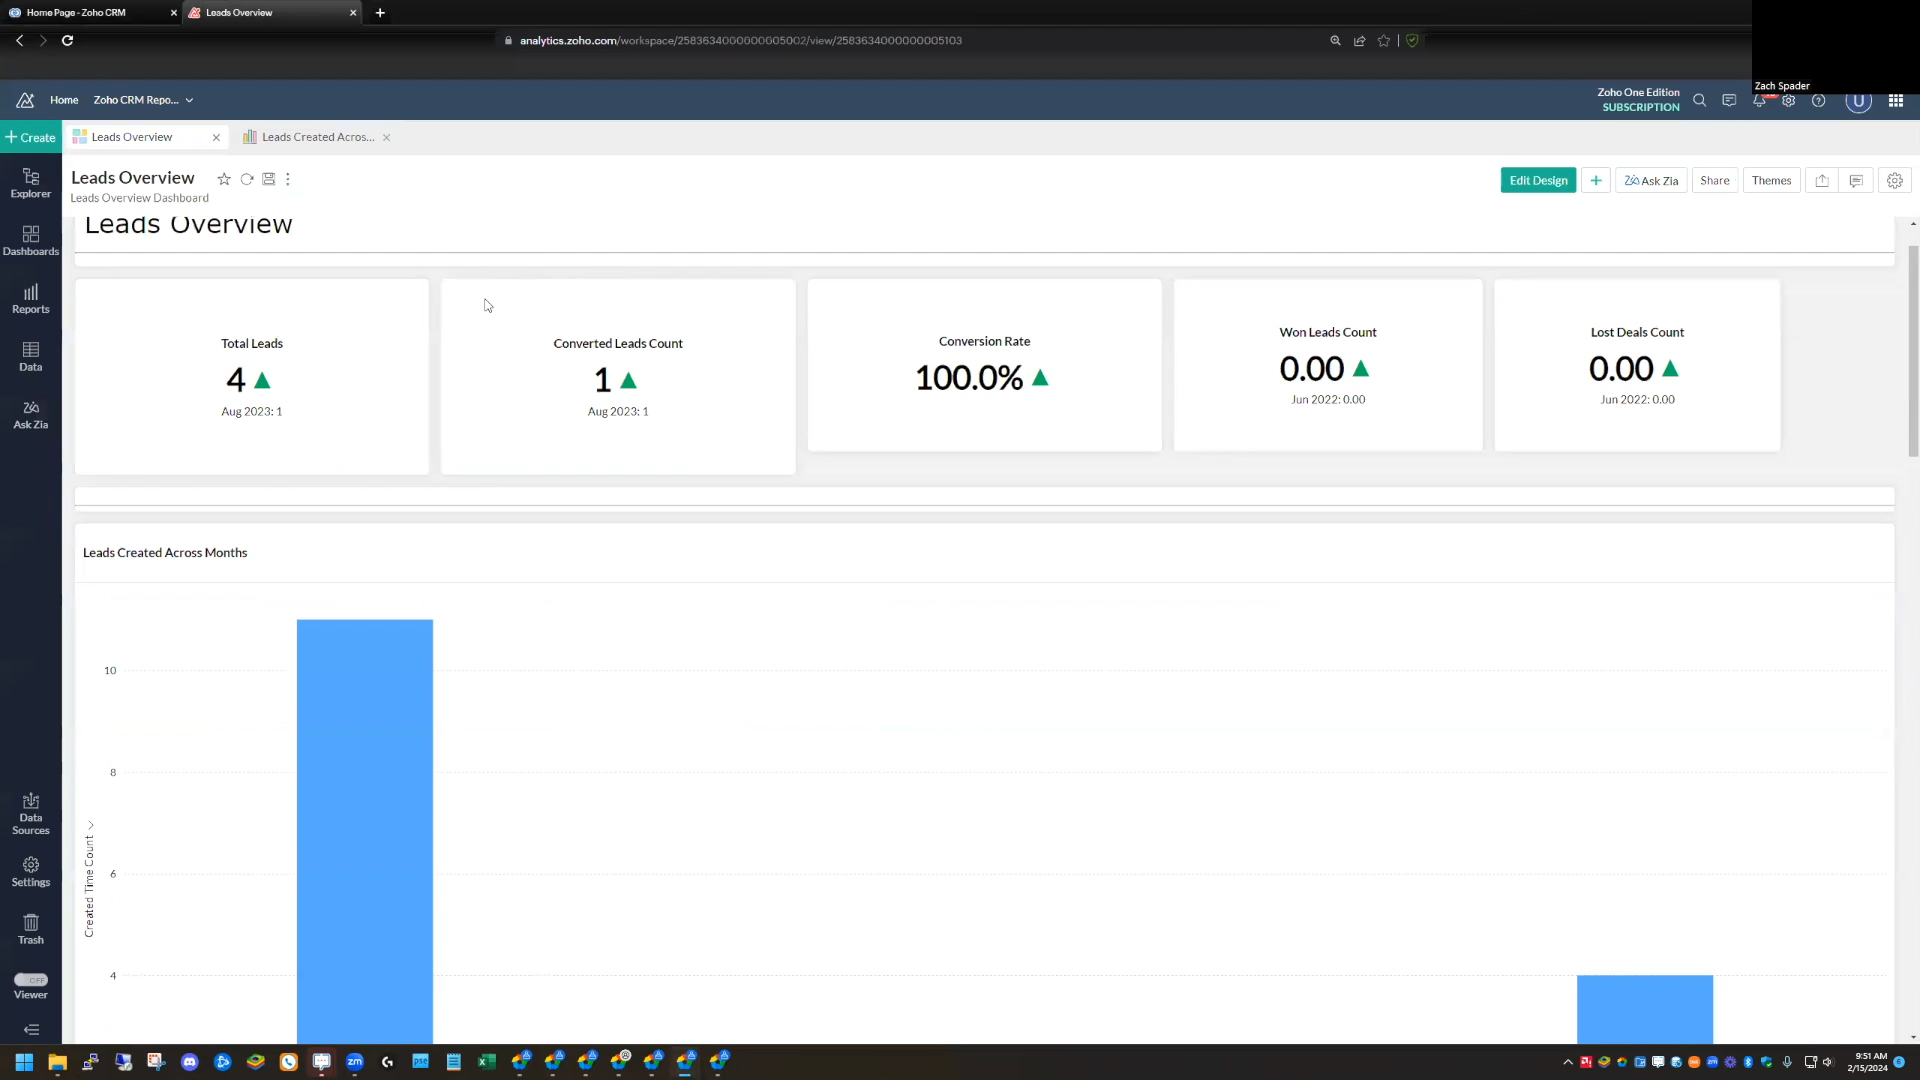 Home Page - Zoho CRM
Leads Overview
analytics.zoho.com/workspace/2583634000000005002/view/2583634000000005103
Zach Spader
Home
Zoho CRM Repo...
Zoho One Edition
SUBSCRIPTION
U
Create
Leads Overview
Leads Created Acros...
Leads Overview
Leads Overview Dashboard
Edit Design
Ask Zia
Share
Themes
Explorer
Dashboards
Reports
Data
Ask Zia
Data
Sources
Settings
Trash
OFF
Viewer
Leads Overview
Total Leads
4
Aug 2023: 1
Converted Leads Count
1
Aug 2023: 1
Conversion Rate
100.0%
Won Leads Count
0.00
Jun 2022: 0.00
Lost Deals Count
0.00
Jun 2022: 0.00
Leads Created Across Months
Created Time Count
10
8
6
4
9:51 AM
2/15/2024